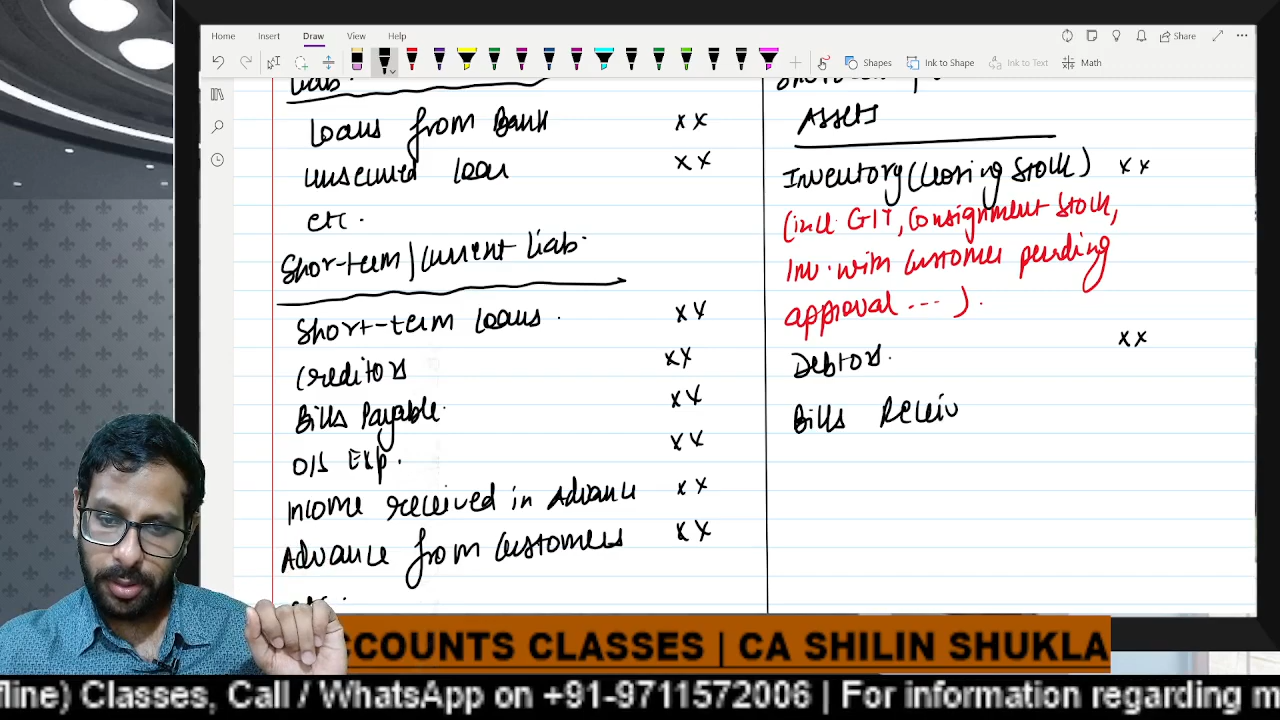 Home Insert Draw View Help
Share
Shapes Ink to Shape Ink to Text Math
Liab.
Loans from Bank xx
unsecured loan xx
etc.
Short-term/Current Liab.
Short-term Loans. xx
Creditors xx
Bills Payable. xx
O/S Exp. xx
Income received in Advance xx
Advance from Customers xx
etc.
Assets
Inventory (Closing Stock) xx
(incl. GIT, Consignment Stock,
Inv. with customer pending
approval ---).
Debtors. xx
Bills Receiv
CCOUNTS CLASSES | CA SHILIN SHUKLA
ffline) Classes, Call / WhatsApp on +91-9711572006 | For information regarding m